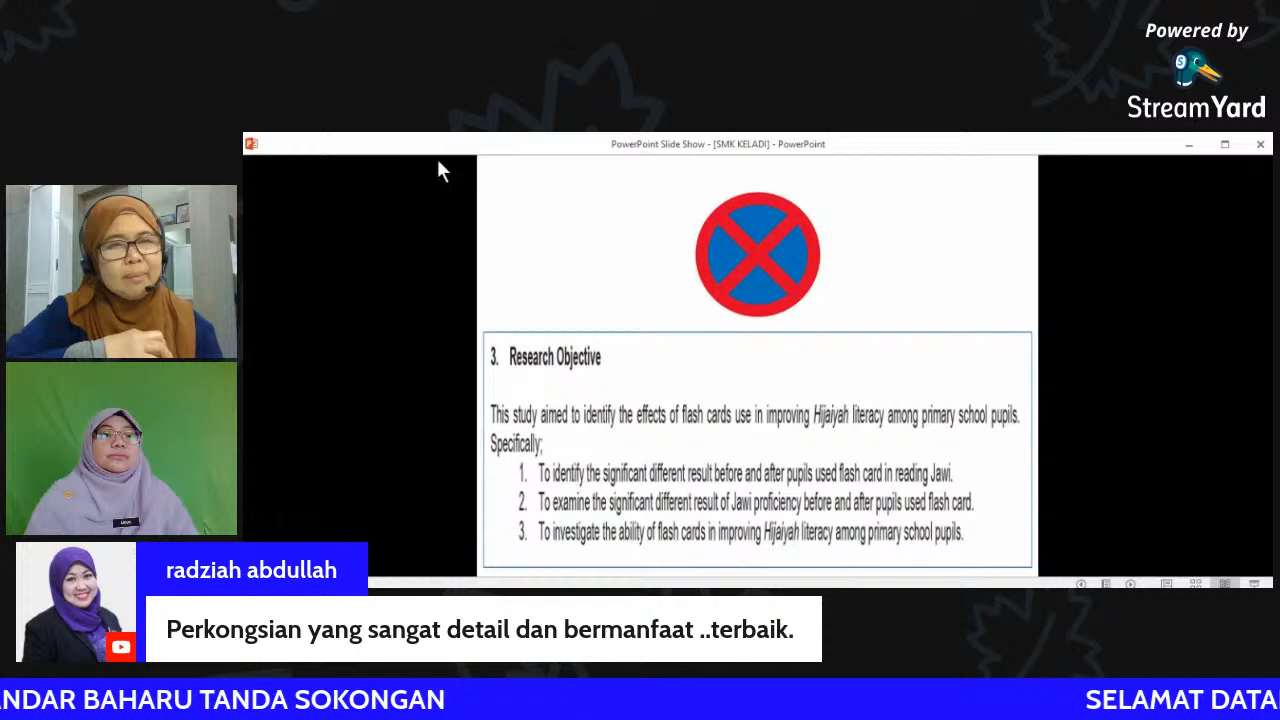 Powered by
StreamYard
PowerPoint Slide Show - [SMK KELADI] - PowerPoint
3. Research Objective
This study aimed to identify the effects of flash cards use in improving Hijaiyah literacy among primary school pupils.
Specifically;
1. To identify the significant different result before and after pupils used flash card in reading Jawi.
2. To examine the significant different result of Jawi proficiency before and after pupils used flash card.
3. To investigate the ability of flash cards in improving Hijaiyah literacy among primary school pupils.
radziah abdullah
Perkongsian yang sangat detail dan bermanfaat ..terbaik.
ANDAR BAHARU TANDA SOKONGAN
SELAMAT DATA